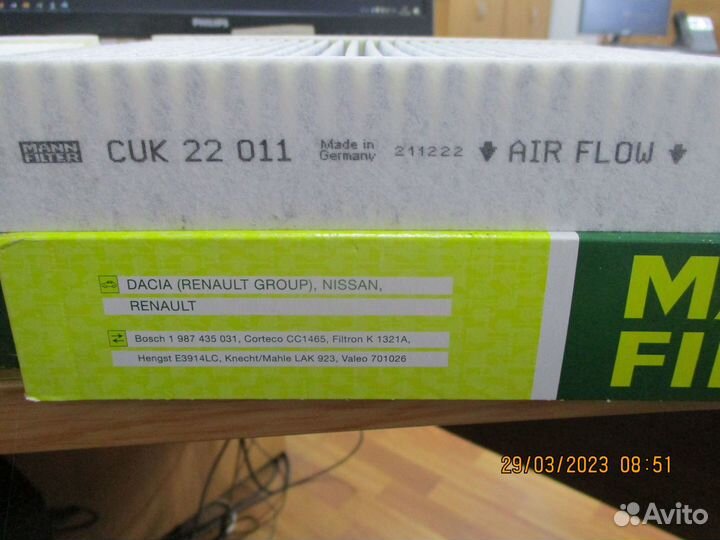 PHILIPS
MANN FILTER CUK 22 011 Made in Germany 211222 AIR FLOW
DACIA (RENAULT GROUP), NISSAN,
RENAULT
Bosch 1 987 435 031, Corteco CC1465, Filtron K 1321A,
Hengst E3914LC, Knecht/Mahle LAK 923, Valeo 701026
29/03/2023 08:51
Avito